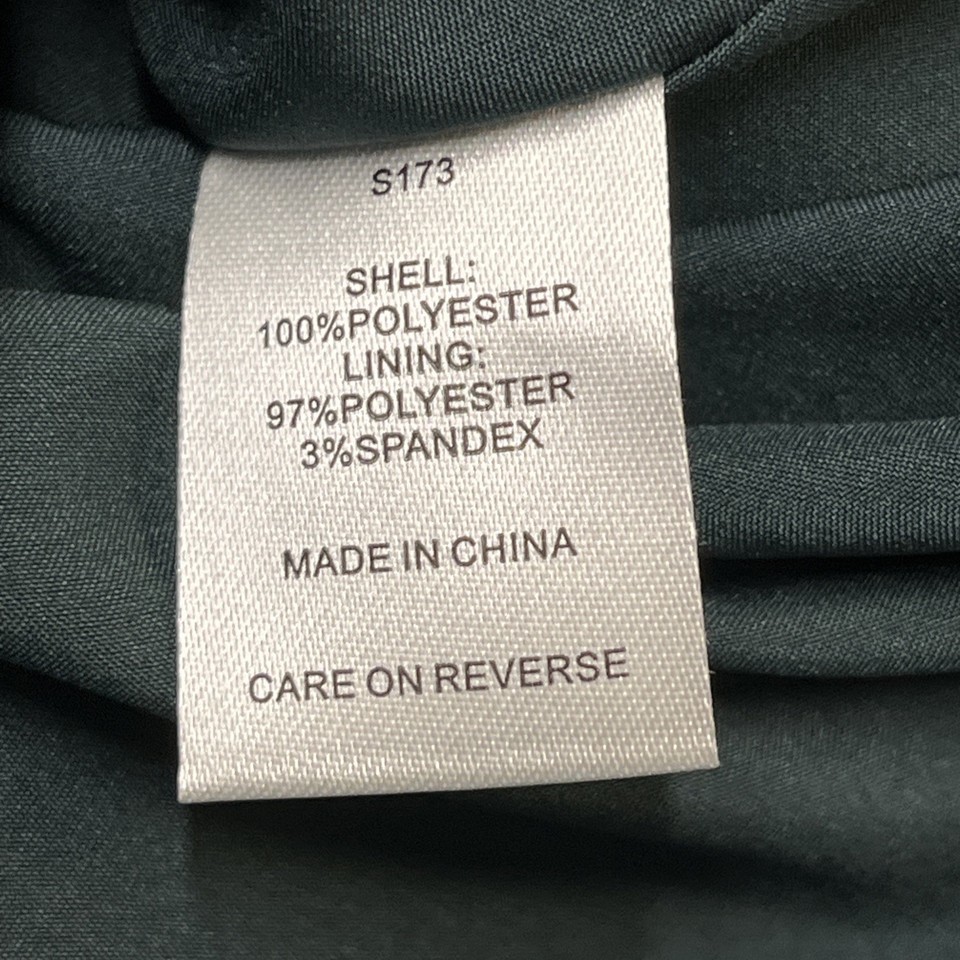 S173
SHELL:
100%POLYESTER
LINING:
97%POLYESTER
3%SPANDEX
MADE IN CHINA
CARE ON REVERSE